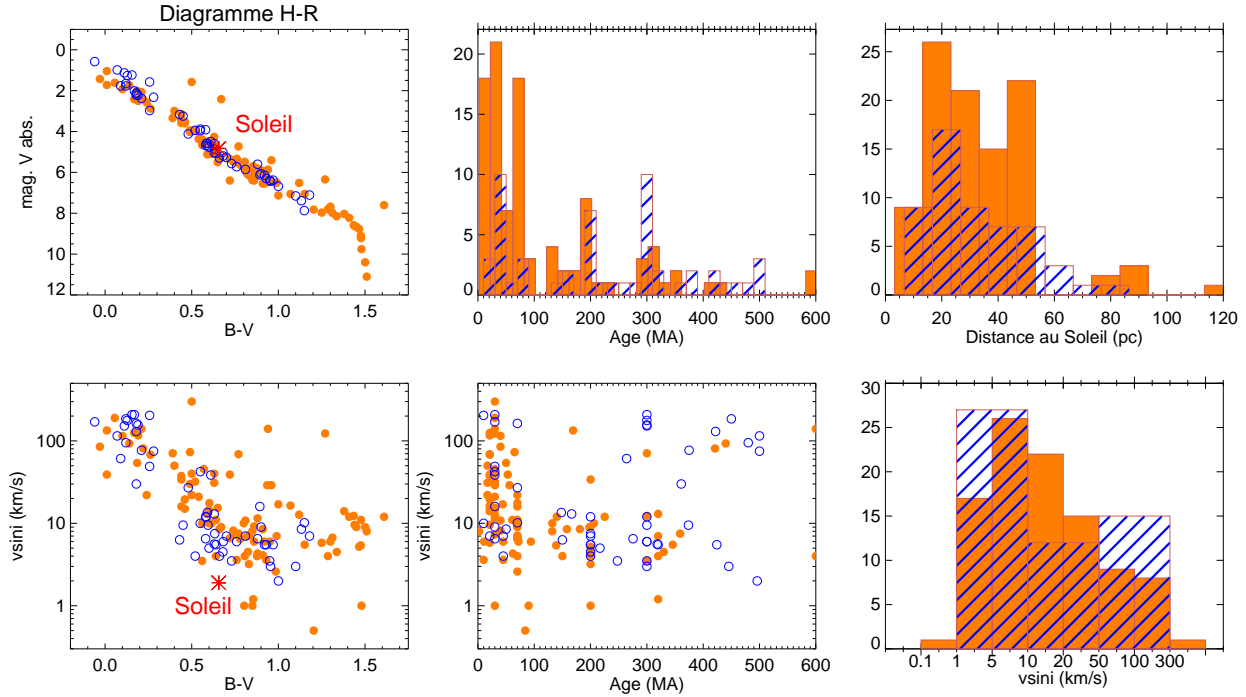 Diagramme H-R
0
2
4
6
8
10
12
mag. V abs.
Soleil
0.0 0.5 1.0 1.5
B-V
20
15
10
5
0
0 100 200 300 400 500 600
Age (MA)
25
20
15
10
5
0
20 40 60 80 100 120
Distance au Soleil (pc)
100
10
1
vsini (km/s)
Soleil
0.0 0.5 1.0 1.5
B-V
100
10
1
vsini (km/s)
0 100 200 300 400 500 600
Age (MA)
30
25
20
15
10
5
0
0.1 1 5 10 20 50 100 300
vsini (km/s)